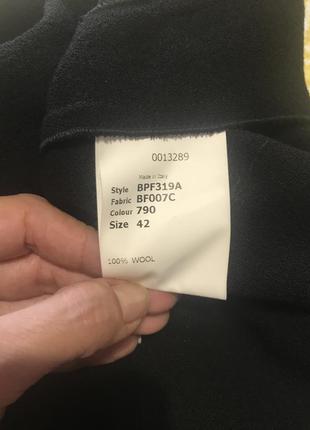 0013289
Made in Italy
Style BPF319A
Fabric BF007C
Colour 790
Size 42
100% WOOL